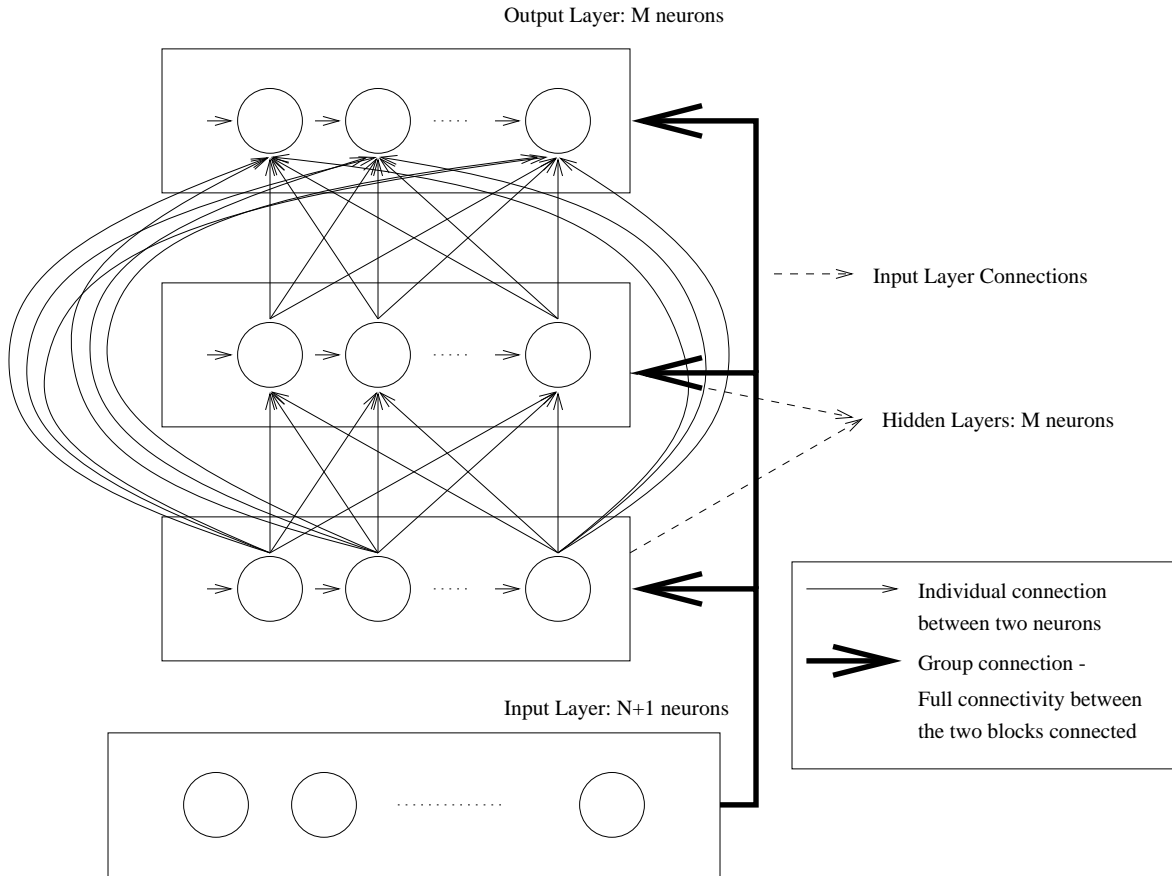 Output Layer: M neurons
Input Layer Connections
Hidden Layers: M neurons
Individual connection
between two neurons
Group connection -
Full connectivity between
the two blocks connected
Input Layer: N+1 neurons